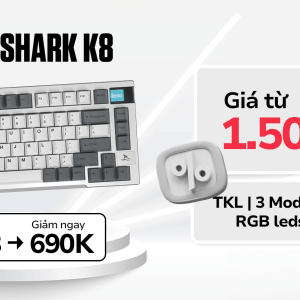 SHARK K8
Giá từ
1.50
TKL | 3 Mod
RGB leds
Giảm ngay
→ 690K